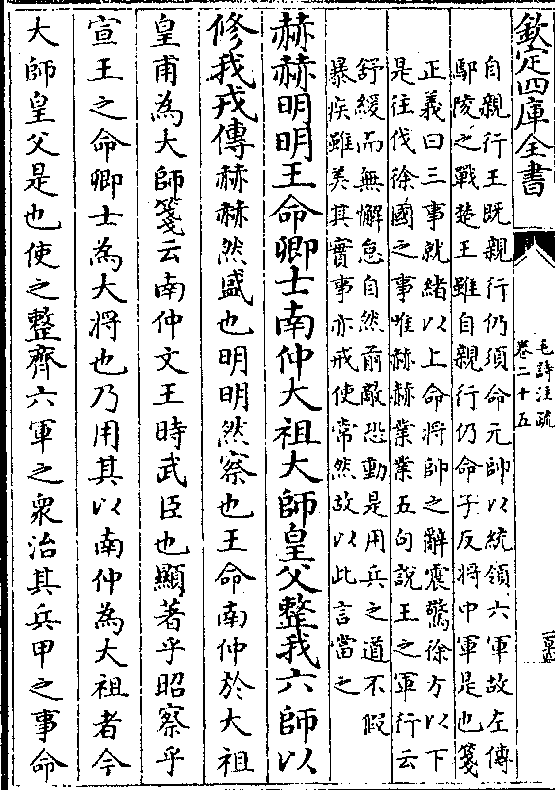 欽定四庫全書
毛詩注疏
卷二十五
自親行王既親行仍須命元帥以統領六軍故左傳
鄢陵之戰楚王雖自親行仍命子反將中軍是也箋
正義曰三事就緒以上命將帥之辭震驚徐方以下
是往伐徐國之事唯赫赫業業五句說王之軍行云
舒緩而無懈怠自然前敵恐動是用兵之道不假
暴疾雖美其實事亦戒使常然故以此言當之
赫赫明明王命卿士南仲大祖大師皇父整我六師以
修我戎傳赫赫然盛也明明然察也王命南仲於大祖
皇甫為大師箋云南仲文王時武臣也顯著乎昭察乎
宣王之命卿士為大將也乃用其以南仲為大祖者今
大師皇父是也使之整齊六軍之衆治其兵甲之事命